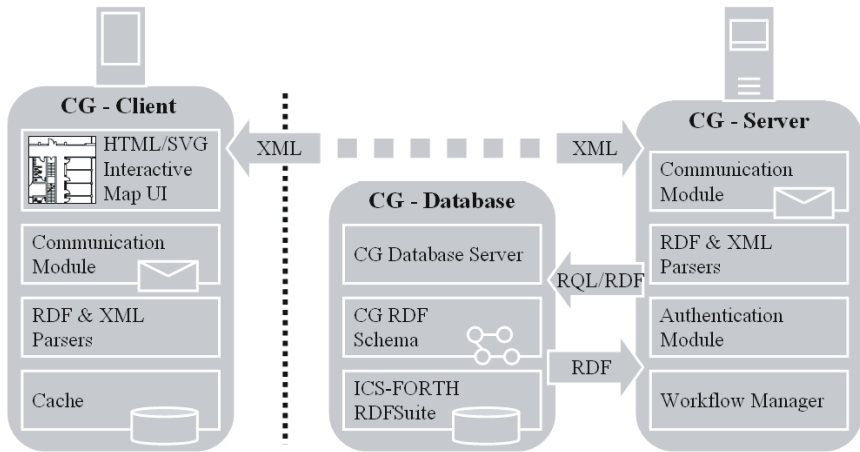 CG - Client
HTML/SVG
Interactive
Map UI
Communication
Module
RDF & XML
Parsers
Cache
XML
XML
CG - Database
CG Database Server
CG RDF
Schema
ICS-FORTH
RDFSuite
RQL/RDF
RDF
CG - Server
Communication
Module
RDF & XML
Parsers
Authentication
Module
Workflow Manager